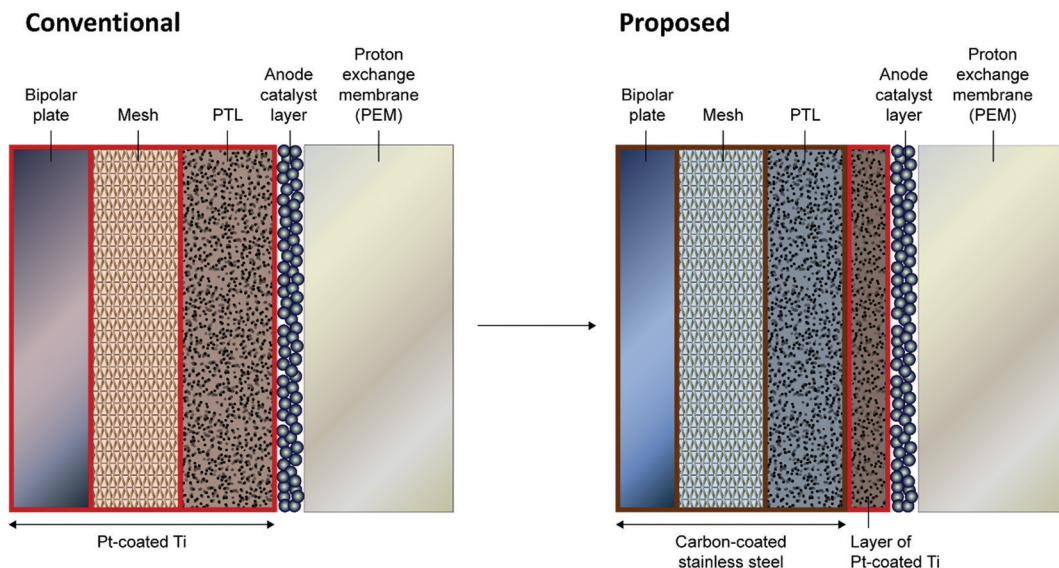 Conventional
Bipolar
plate
Mesh
PTL
Anode
catalyst
layer
Proton
exchange
membrane
(PEM)
Pt-coated Ti
Proposed
Bipolar
plate
Mesh
PTL
Anode
catalyst
layer
Proton
exchange
membrane
(PEM)
Carbon-coated
stainless steel
Layer of
Pt-coated Ti